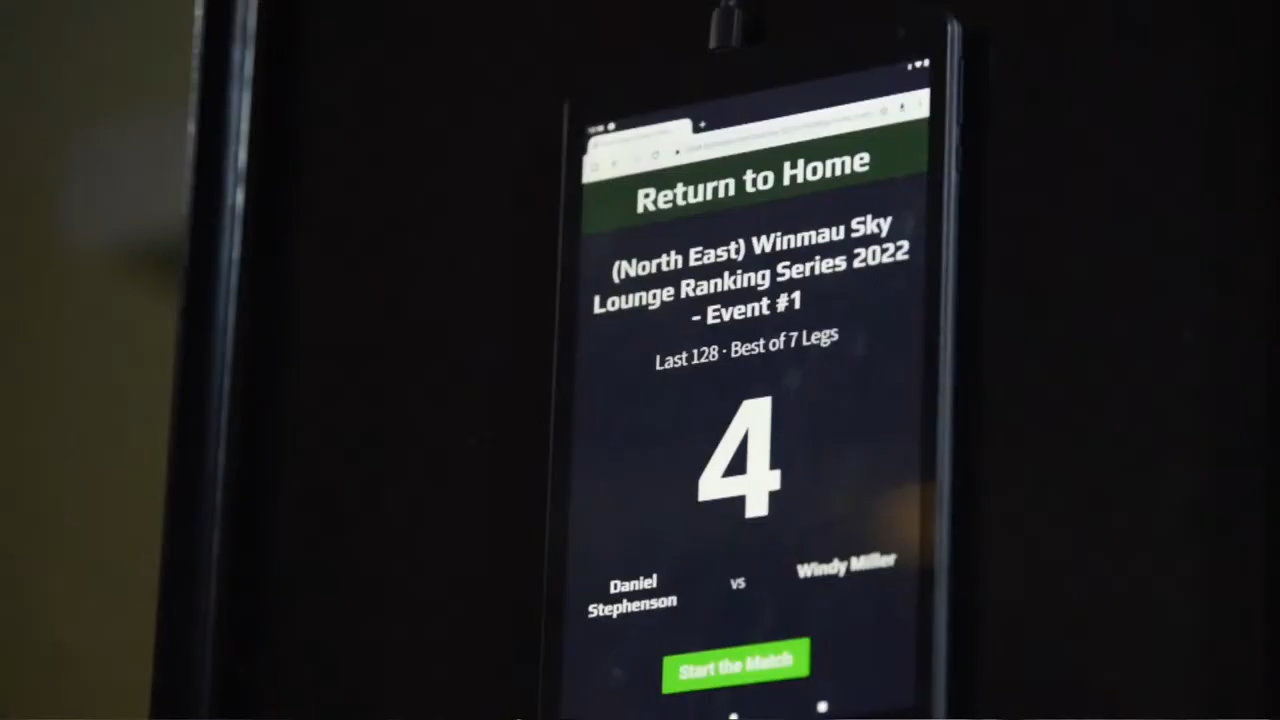 Return to Home
(North East) Winmau Sky
Lounge Ranking Series 2022
- Event #1
Last 128 · Best of 7 Legs
4
Daniel
Stephenson
vs
Windy Miller
Start the Match